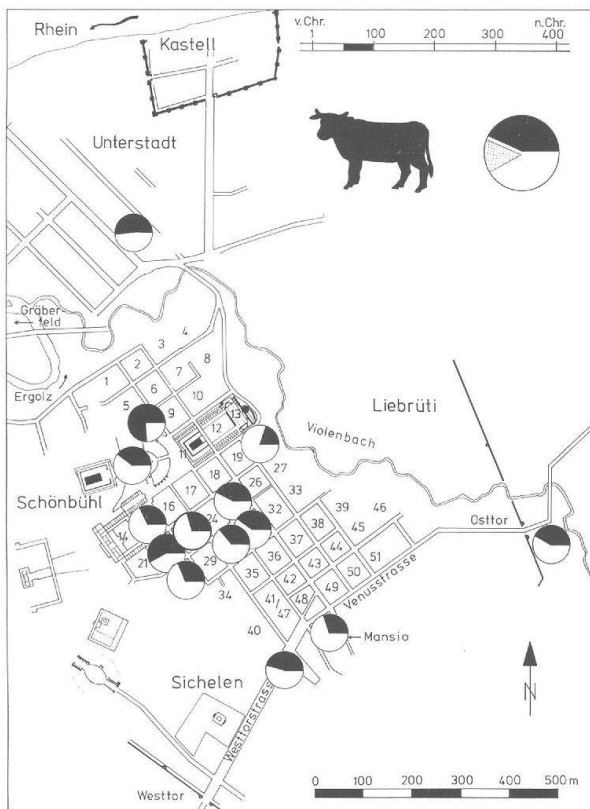 v. Chr.
n. Chr.
1
100
200
300
400
Rhein
Kastell
Unterstadt
Gräber-
feld
Ergolz
Violenbach
Liebrüti
Schönbühl
Osttor
Venusstrasse
Mansio
Sichelen
Westtorstrasse
Westtor
N
1
2
3
4
5
6
7
8
9
10
11
12
13
14
16
17
18
19
21
24
26
27
29
32
33
34
35
36
37
38
39
40
41/
47
42
43
44
45
46
48
49
50
51
0
100
200
300
400
500 m